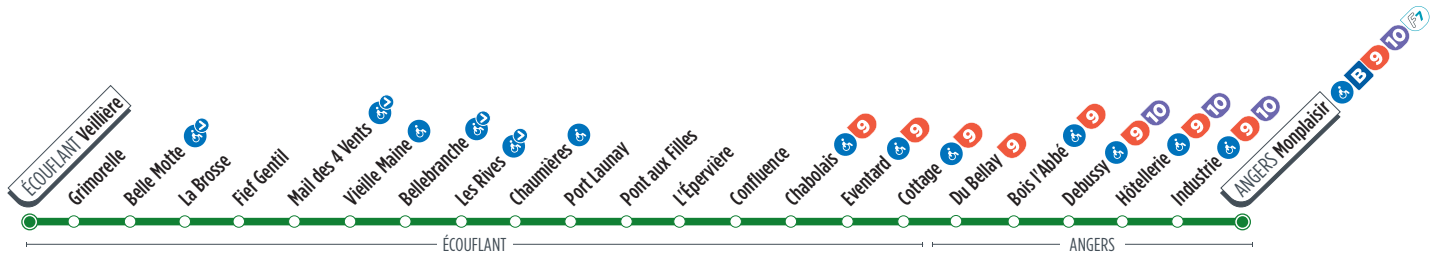 ÉCOUFLANT Veillière
Grimorelle
Belle Motte
La Brosse
Fief Gentil
Mail des 4 Vents
Vieille Maine
Bellebranche
Les Rives
Chaumières
Port Launay
Pont aux Filles
L'Épervière
Confluence
Chabolais 9
Eventard 9
Cottage 9
Du Bellay 9
Bois l'Abbé 9
Debussy 9 10
Hôtellerie 9 10
Industrie 9 10
ANGERS Monplaisir B 9 10 F7
ÉCOUFLANT
ANGERS